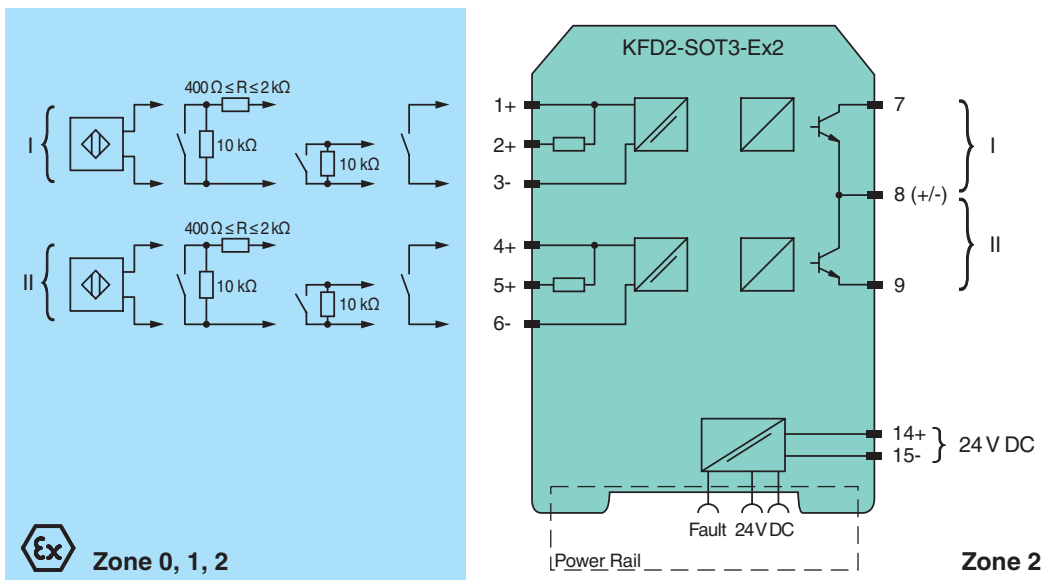 KFD2-SOT3-Ex2
400 Ω ≤ R ≤ 2 kΩ
I
10 kΩ
10 kΩ
400 Ω ≤ R ≤ 2 kΩ
II
10 kΩ
10 kΩ
1+
2+
3-
4+
5+
6-
7
I
8 (+/-)
II
9
14+
15-
24 V DC
Fault 24 V DC
Power Rail
Ex Zone 0, 1, 2
Zone 2